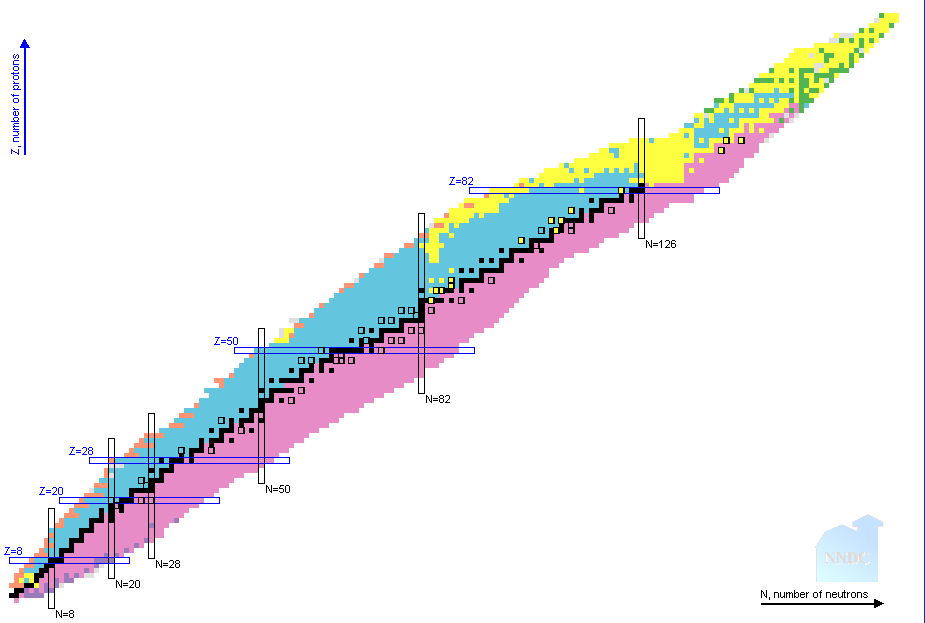 Z, number of protons
Z=82
N=126
Z=50
N=82
Z=28
N=50
Z=20
N=28
Z=8
N=20
N=8
NNDC
N, number of neutrons